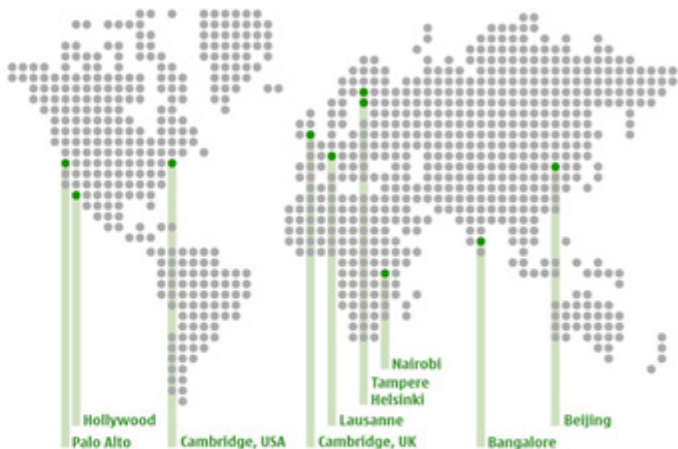 Nairobi
Tampere
Helsinki
Hollywood
Lausanne
Beijing
Palo Alto
Cambridge, USA
Cambridge, UK
Bangalore